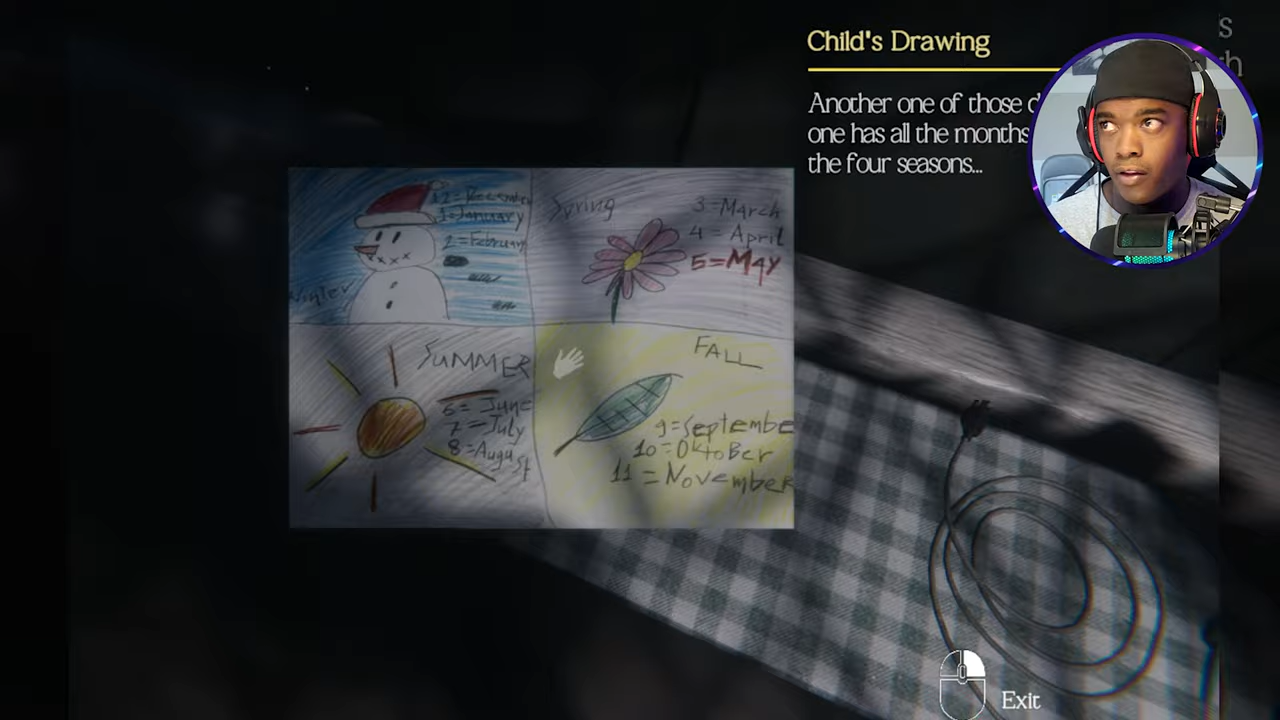 Child's Drawing
Another one of those
one has all the months
the four seasons...
s
12=December
1=January
2=February
Winter
Spring
3=March
4=April
5=May
SUMMER
6=June
7=July
8=August
FALL
9=Septembe
10=OktoBer
11=November
Exit